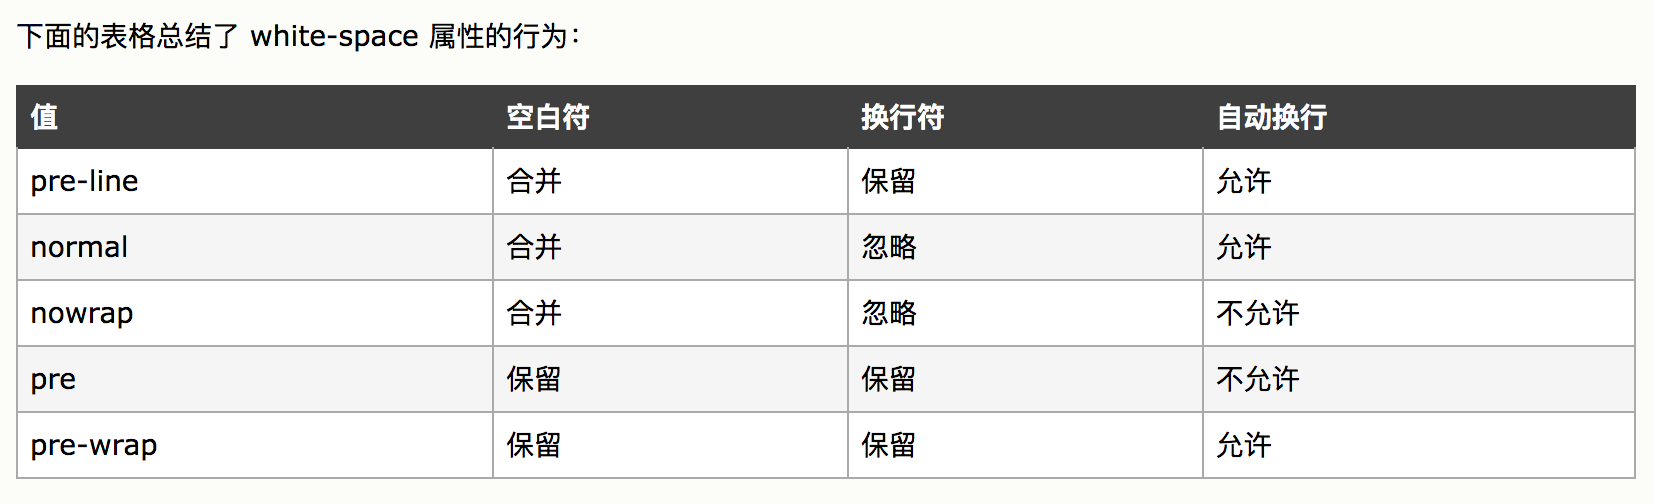 下面的表格总结了 white-space 属性的行为：
值 空白符 换行符 自动换行
pre-line 合并 保留 允许
normal 合并 忽略 允许
nowrap 合并 忽略 不允许
pre 保留 保留 不允许
pre-wrap 保留 保留 允许